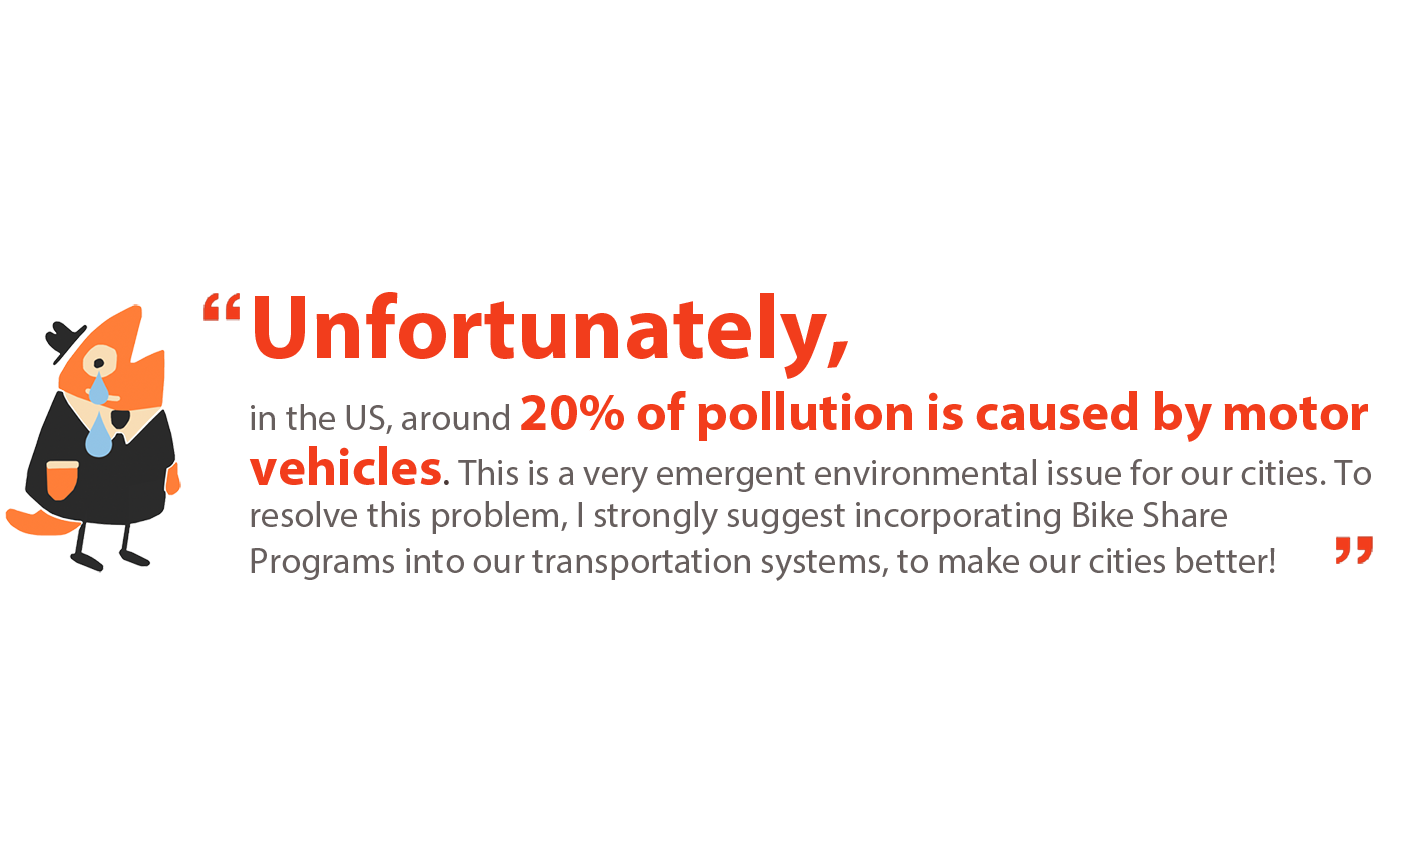 “Unfortunately,
in the US, around 20% of pollution is caused by motor
vehicles. This is a very emergent environmental issue for our cities. To
resolve this problem, I strongly suggest incorporating Bike Share
Programs into our transportation systems, to make our cities better! ”